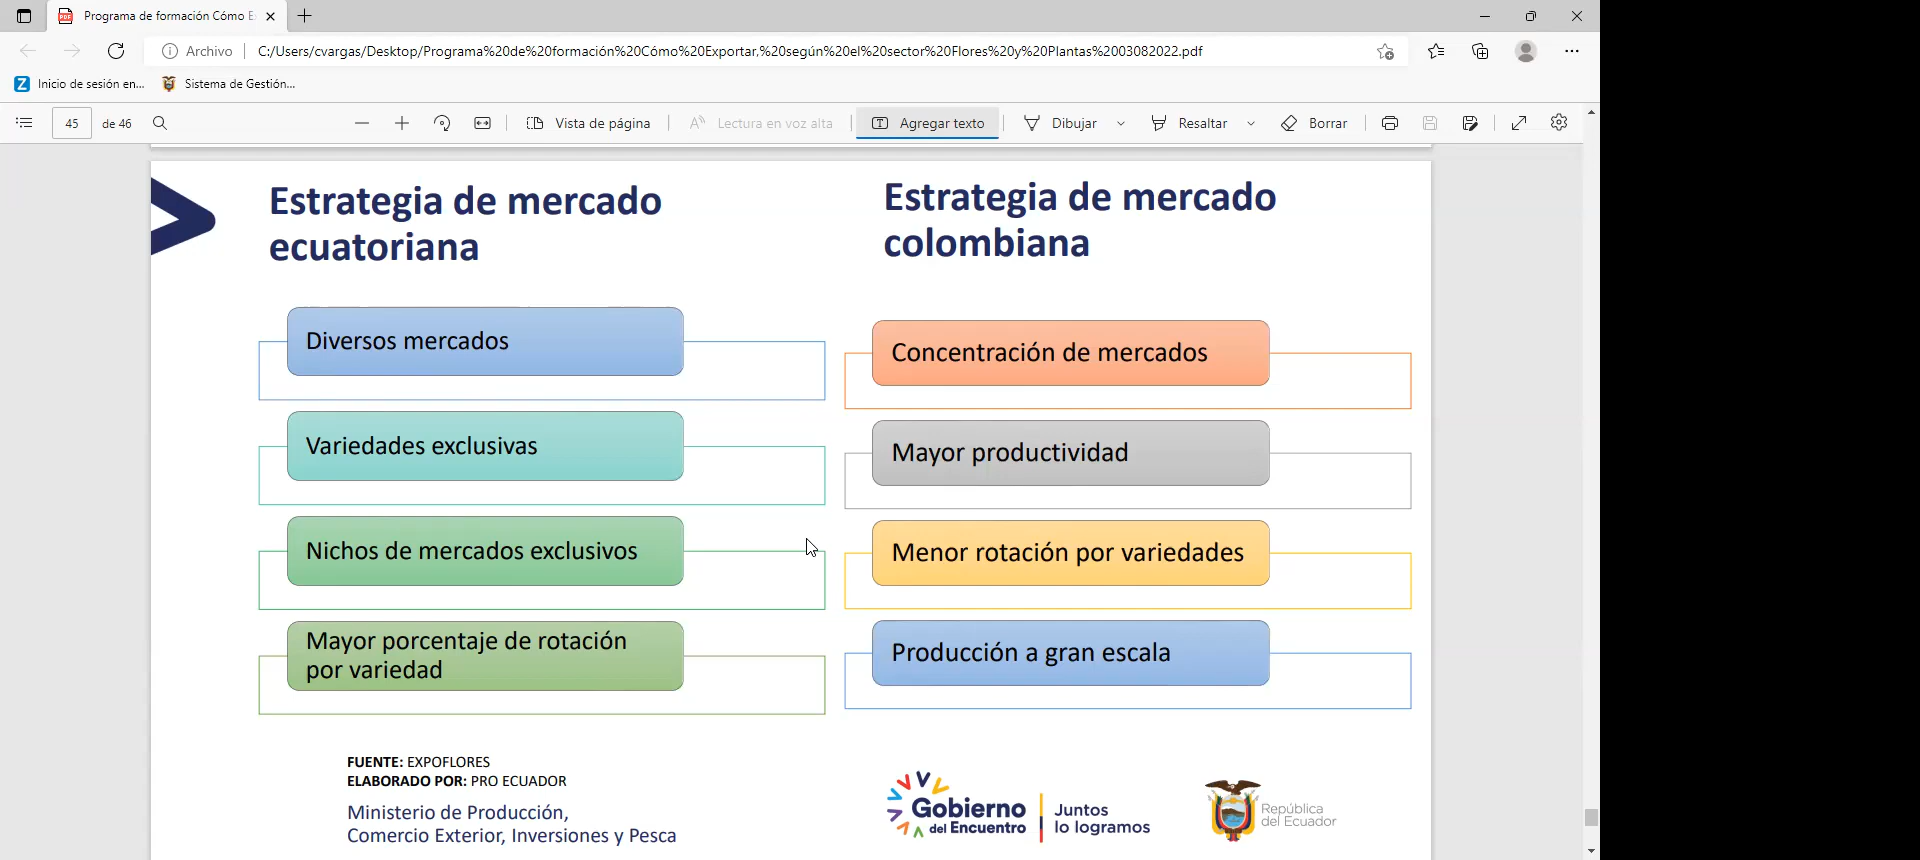 Programa de formación Cómo E
Archivo
C:/Users/cvargas/Desktop/Programa%20de%20formación%20Cómo%20Exportar,%20según%20el%20sector%20Flores%20y%20Plantas%2003082022.pdf
Inicio de sesión en...
Sistema de Gestión...
45 de 46
Vista de página
Lectura en voz alta
Agregar texto
Dibujar
Resaltar
Borrar
Estrategia de mercado
ecuatoriana
Diversos mercados
Variedades exclusivas
Nichos de mercados exclusivos
Mayor porcentaje de rotación
por variedad
Estrategia de mercado
colombiana
Concentración de mercados
Mayor productividad
Menor rotación por variedades
Producción a gran escala
FUENTE: EXPOFLORES
ELABORADO POR: PRO ECUADOR
Ministerio de Producción,
Comercio Exterior, Inversiones y Pesca
Gobierno
del Encuentro
Juntos
lo logramos
República
del Ecuador